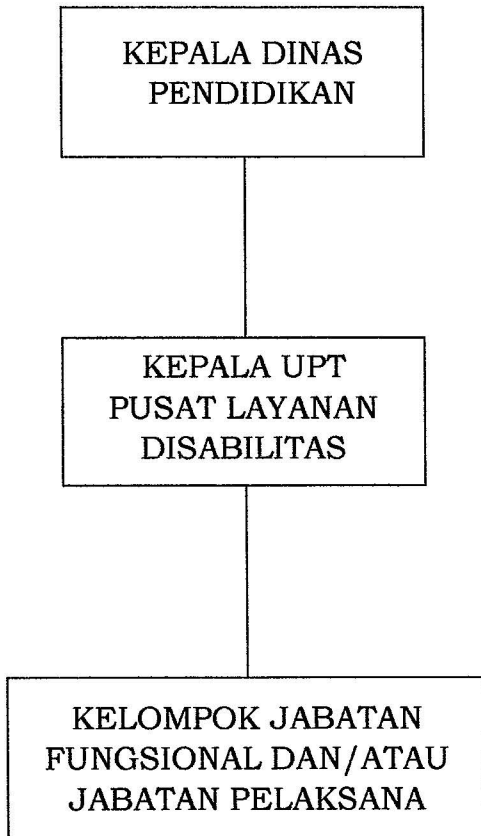 KEPALA DINAS
PENDIDIKAN
KEPALA UPT
PUSAT LAYANAN
DISABILITAS
KELOMPOK JABATAN
FUNGSIONAL DAN/ATAU
JABATAN PELAKSANA